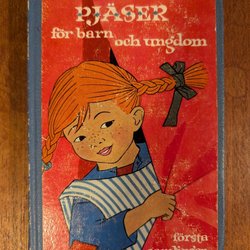 PJÄSER
för barn
och ungdom
första